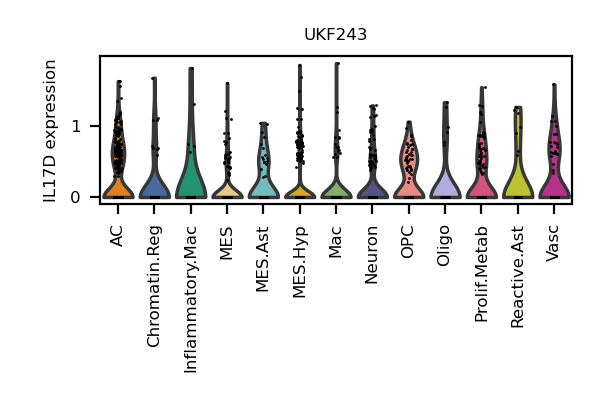 UKF243
IL17D expression
1
0
AC
Chromatin.Reg
Inflammatory.Mac
MES
MES.Ast
MES.Hyp
Mac
Neuron
OPC
Oligo
Prolif.Metab
Reactive.Ast
Vasc